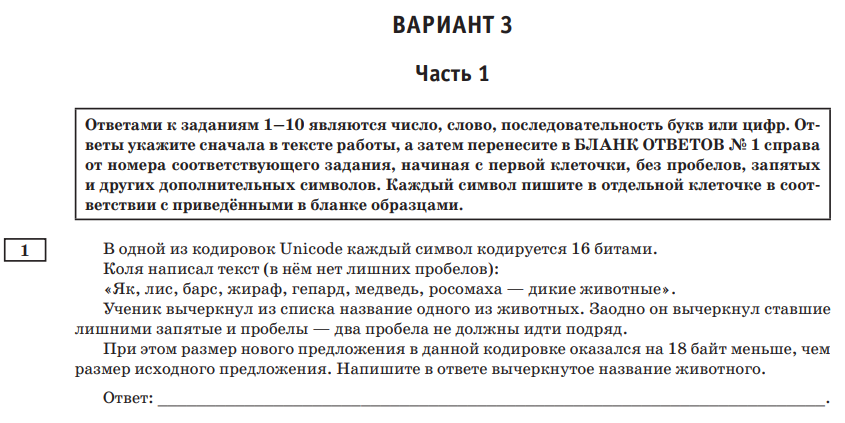 ВАРИАНТ 3
Часть 1
Ответами к заданиям 1–10 являются число, слово, последовательность букв или цифр. От-
веты укажите сначала в тексте работы, а затем перенесите в БЛАНК ОТВЕТОВ № 1 справа
от номера соответствующего задания, начиная с первой клеточки, без пробелов, запятых
и других дополнительных символов. Каждый символ пишите в отдельной клеточке в соот-
ветствии с приведёнными в бланке образцами.
1 В одной из кодировок Unicode каждый символ кодируется 16 битами.
Коля написал текст (в нём нет лишних пробелов):
«Як, лис, барс, жираф, гепард, медведь, росомаха — дикие животные».
Ученик вычеркнул из списка название одного из животных. Заодно он вычеркнул ставшие
лишними запятые и пробелы — два пробела не должны идти подряд.
При этом размер нового предложения в данной кодировке оказался на 18 байт меньше, чем
размер исходного предложения. Напишите в ответе вычеркнутое название животного.
Ответ: .